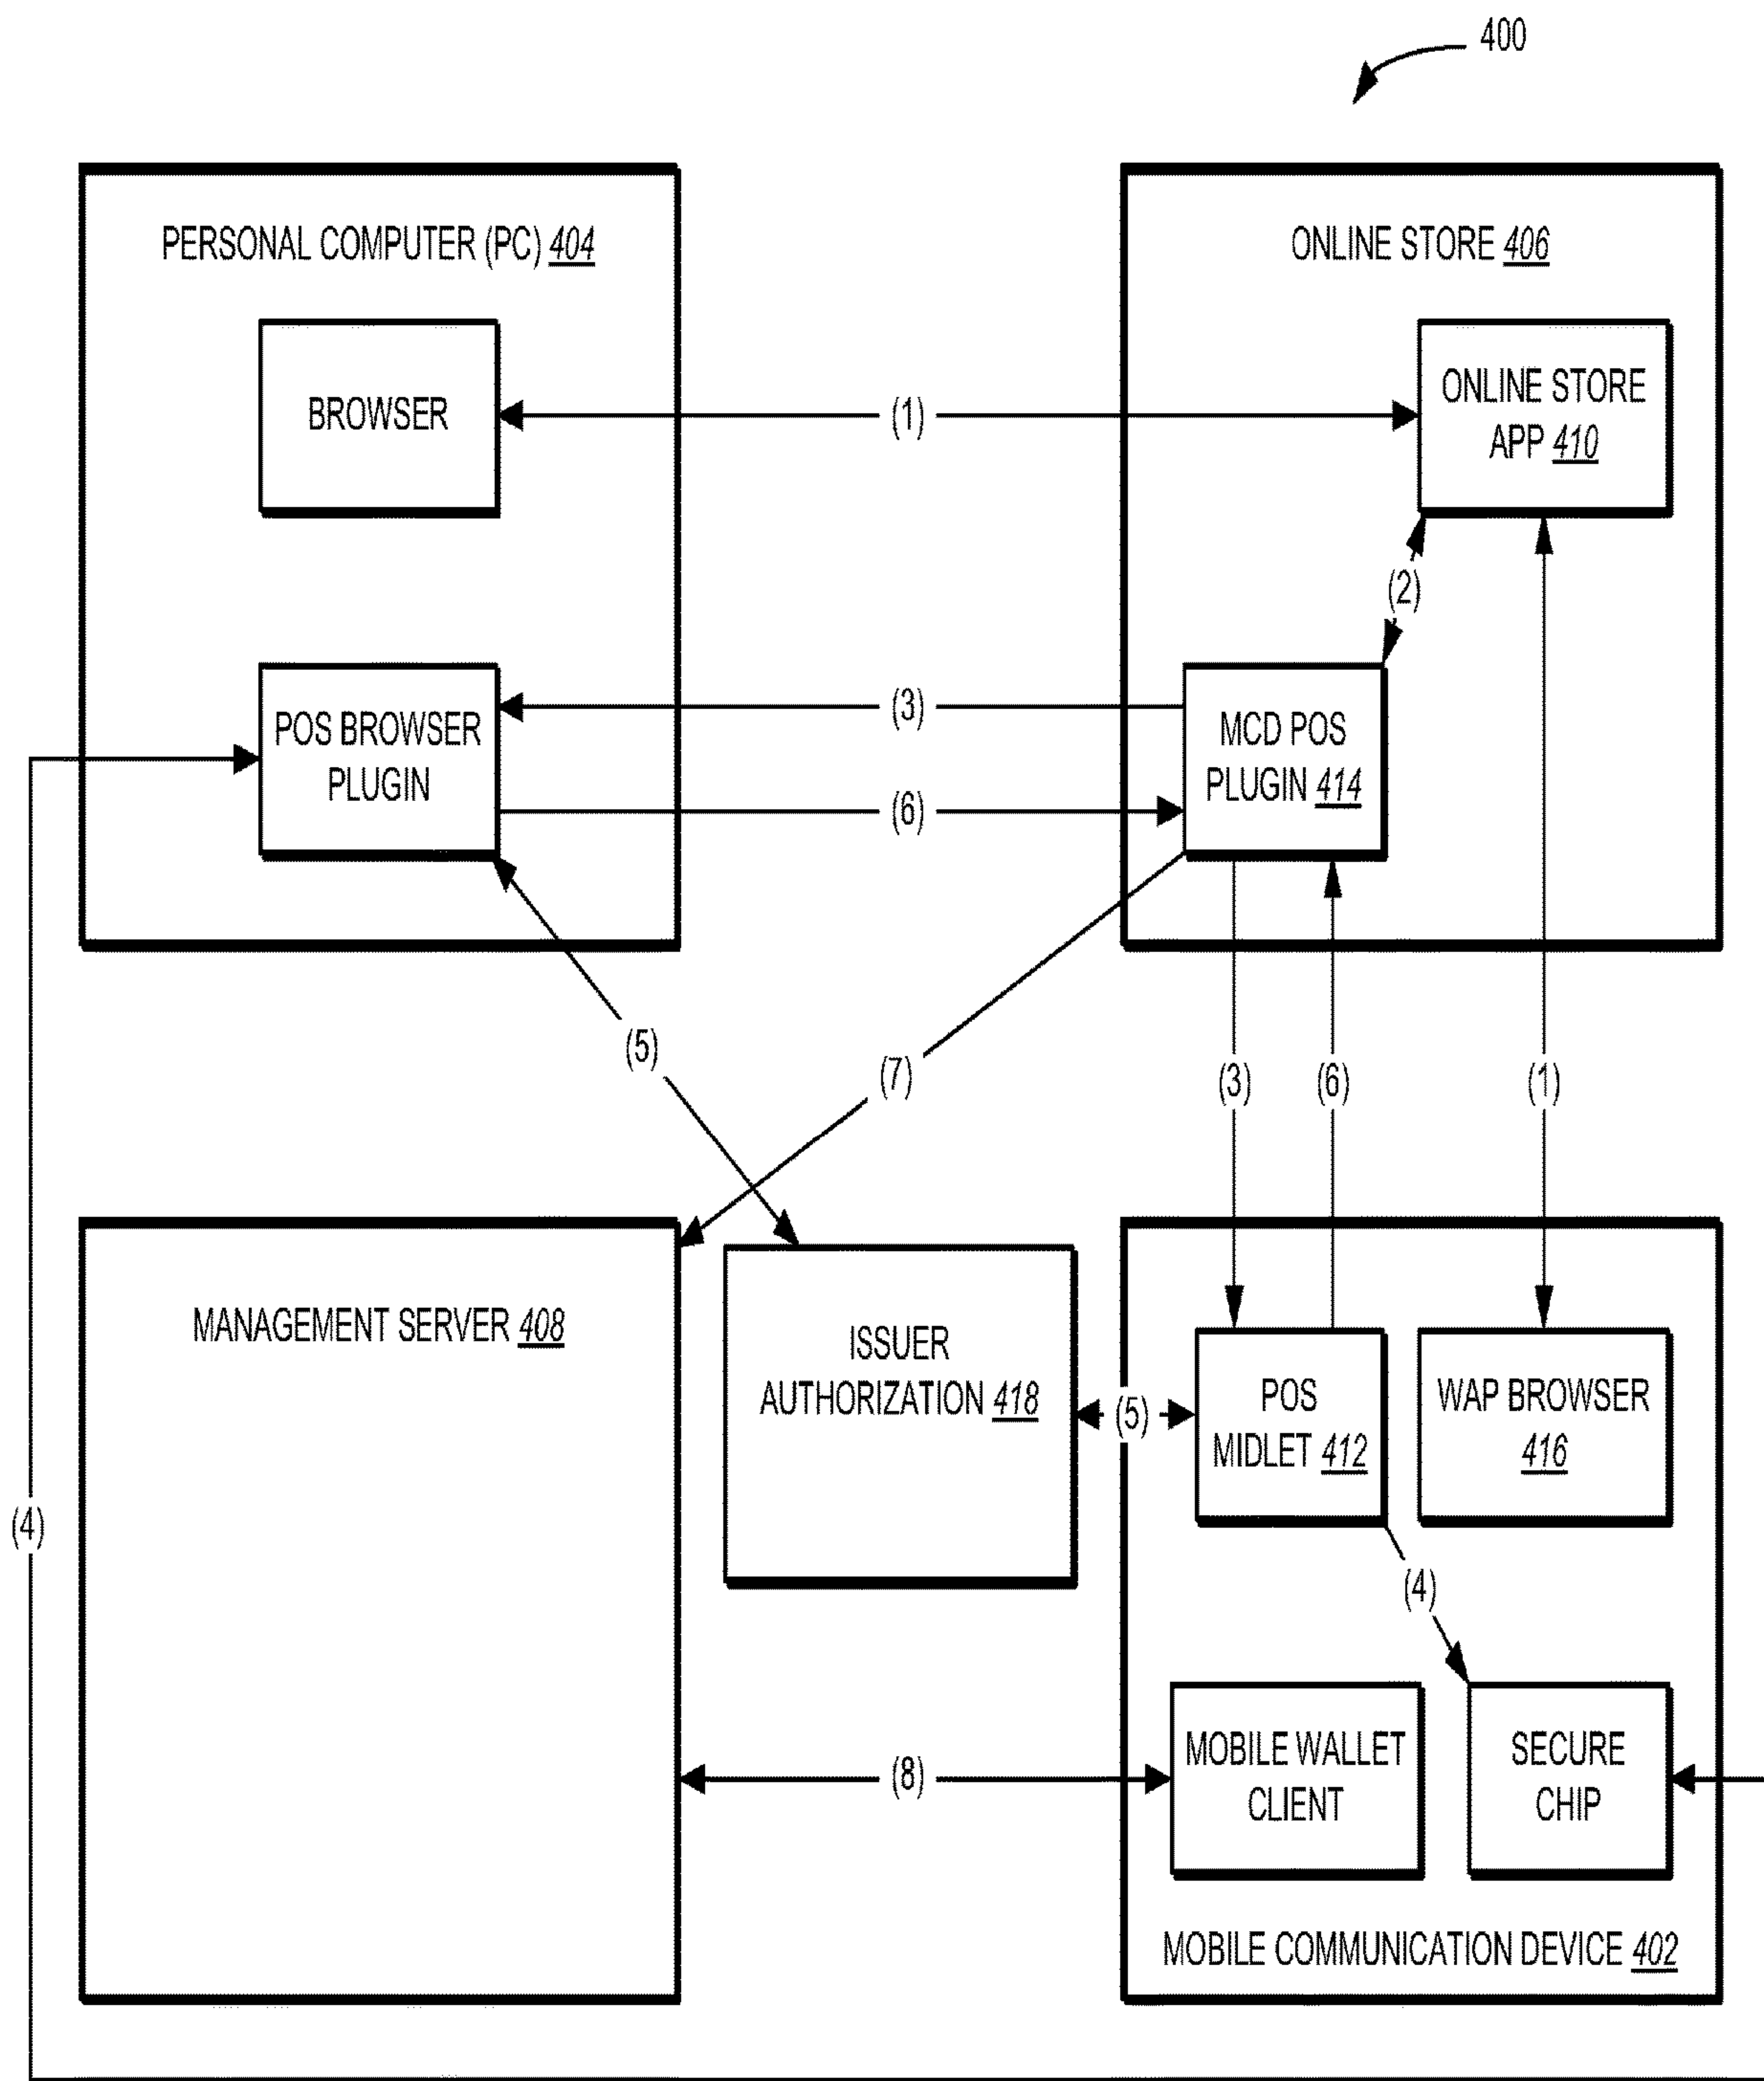 400
PERSONAL COMPUTER (PC) 404
ONLINE STORE 406
BROWSER
(1)
ONLINE STORE
APP 410
(2)
POS BROWSER
PLUGIN
(3)
(6)
MCD POS
PLUGIN 414
(5)
(7)
(3)
(6)
(1)
MANAGEMENT SERVER 408
ISSUER
AUTHORIZATION 418
(5)
POS
MIDLET 412
WAP BROWSER
416
(4)
(4)
(8)
MOBILE WALLET
CLIENT
SECURE
CHIP
MOBILE COMMUNICATION DEVICE 402